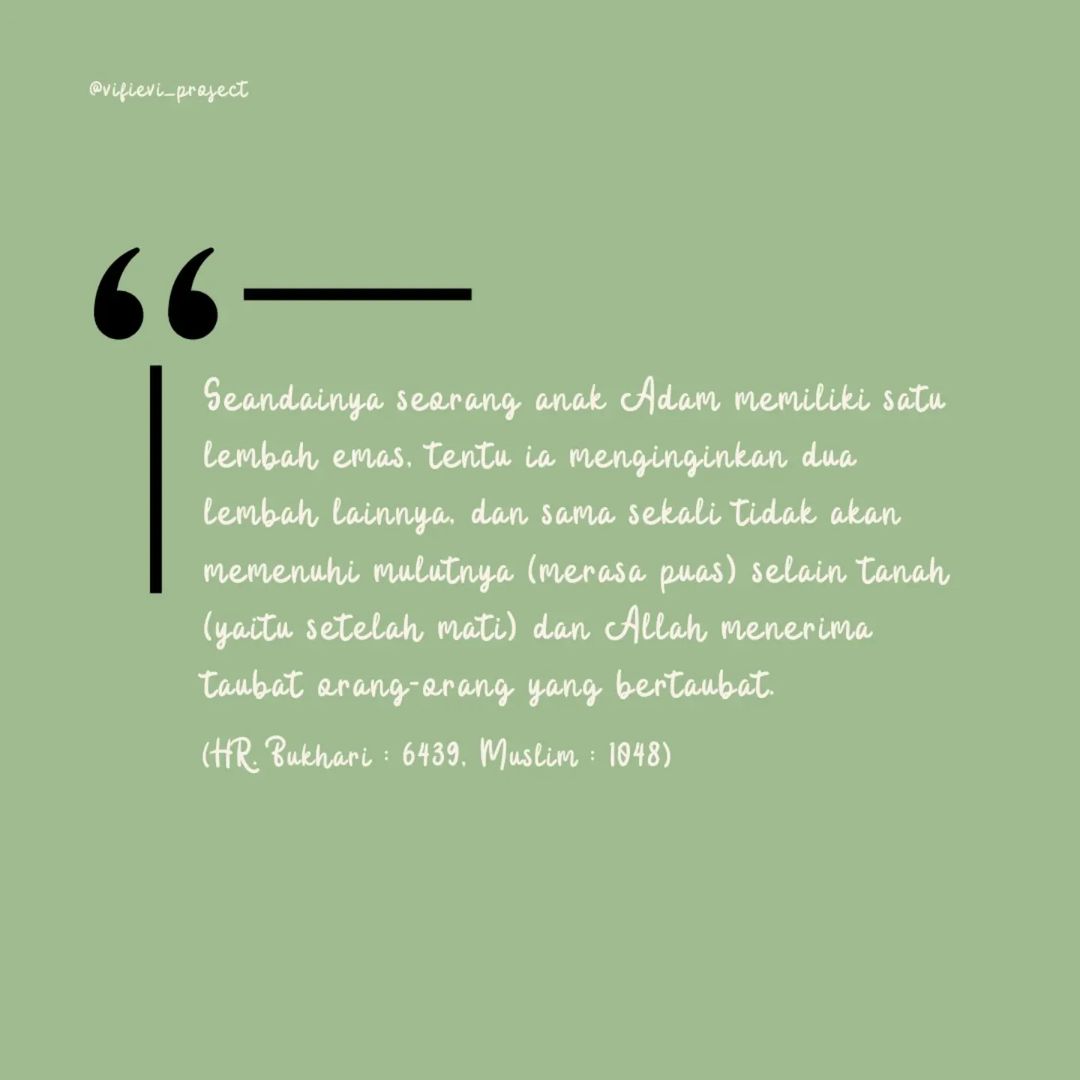 @vifievi_project
“
Seandainya seorang anak Adam memiliki satu
lembah emas, tentu ia menginginkan dua
lembah lainnya, dan sama sekali tidak akan
memenuhi mulutnya (merasa puas) selain tanah
(yaitu setelah mati) dan Allah menerima
taubat orang-orang yang bertaubat.
(HR. Bukhari : 6439, Muslim : 1048)